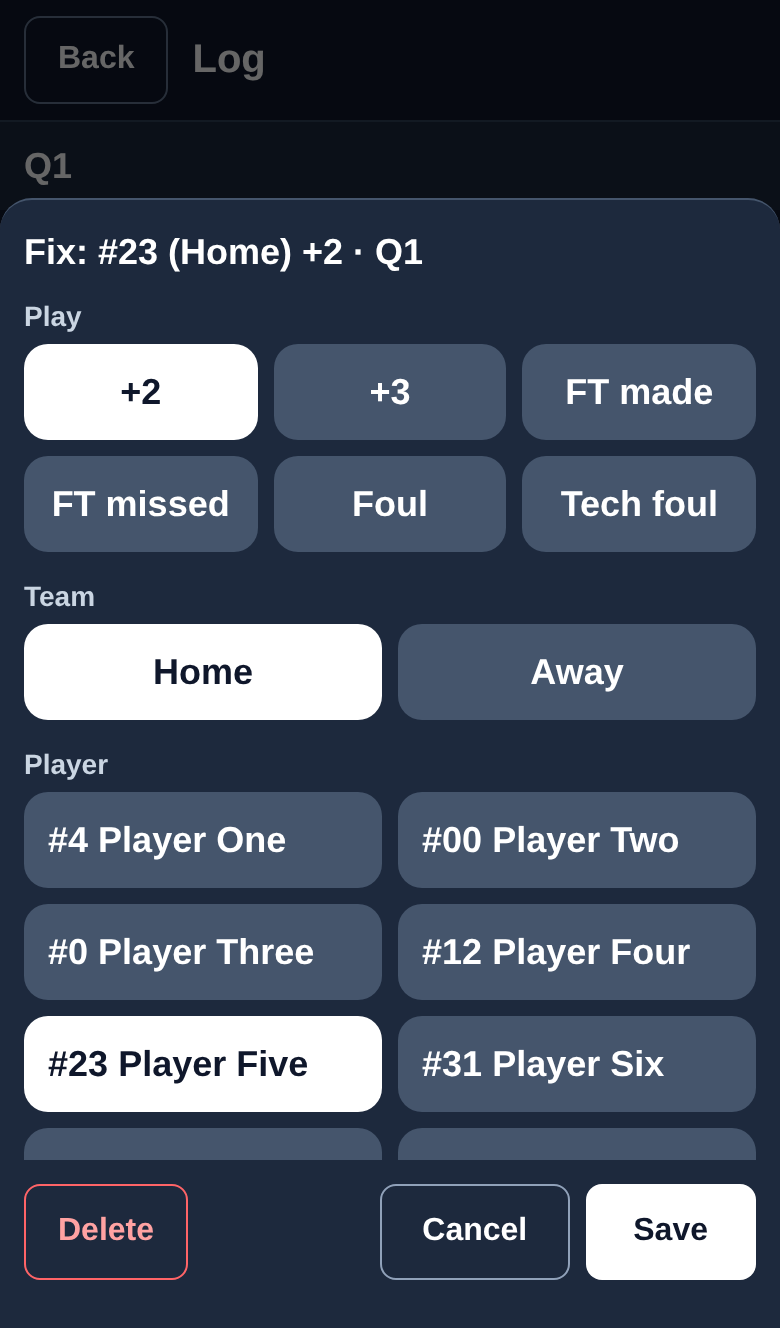 Back Log
Q1
Fix: #23 (Home) +2 · Q1
Play
+2 +3 FT made
FT missed Foul Tech foul
Team
Home Away
Player
#4 Player One #00 Player Two
#0 Player Three #12 Player Four
#23 Player Five #31 Player Six
Delete Cancel Save